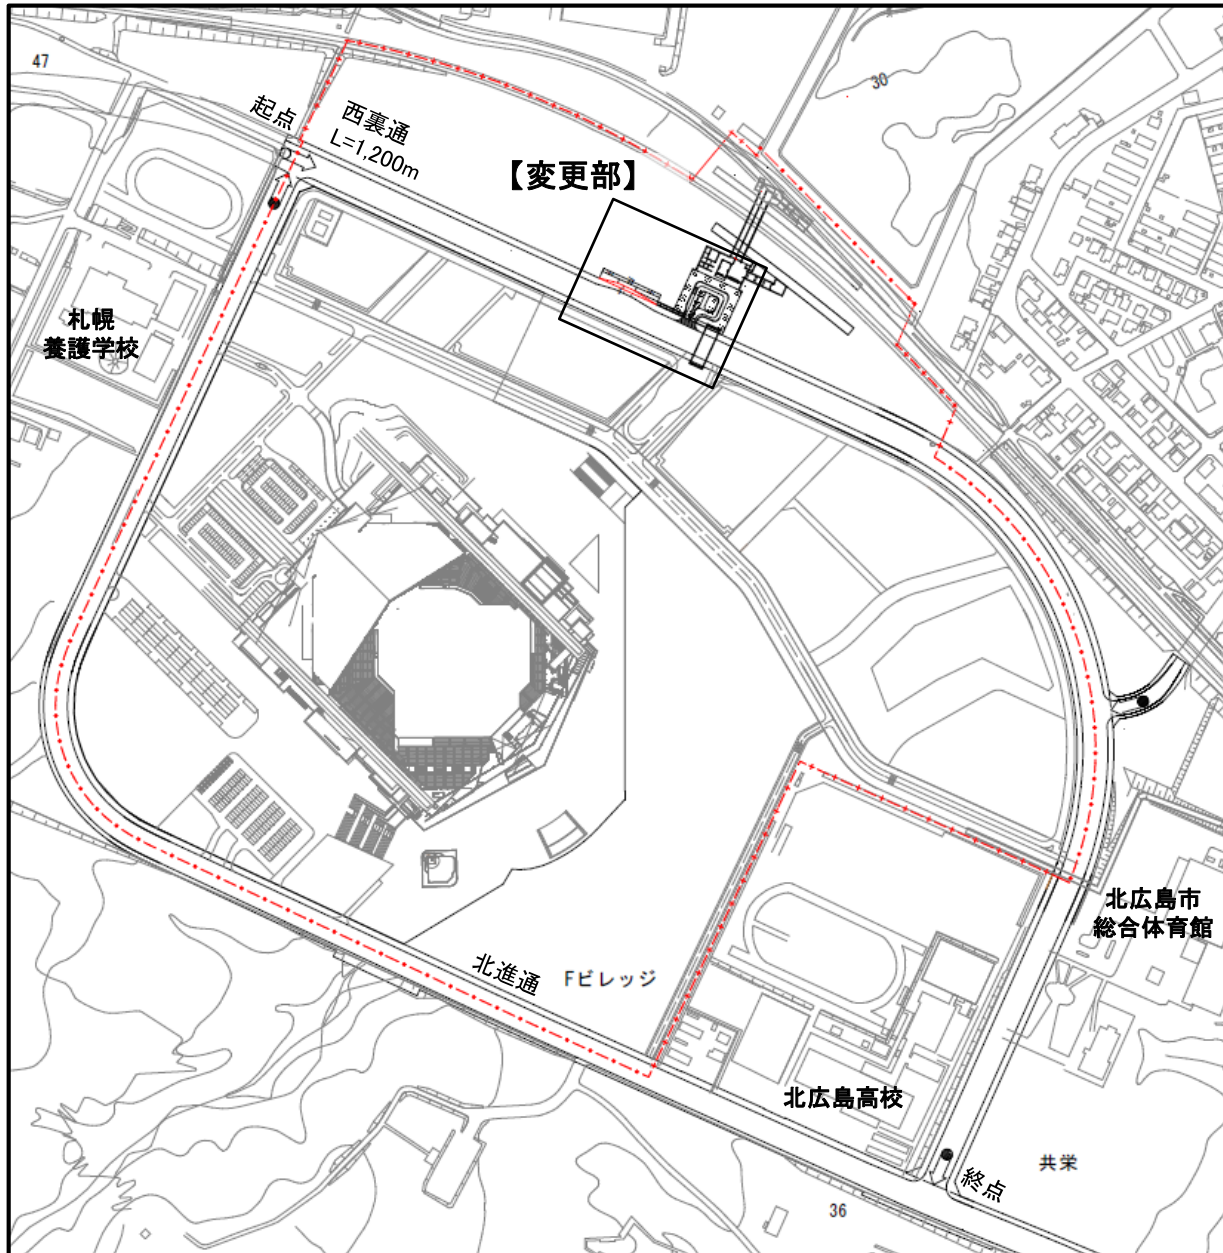 47
30
起点
西裏通
L=1,200m
【変更部】
札幌
養護学校
北広島市
総合体育館
北進通
Fビレッジ
北広島高校
共栄
終点
36